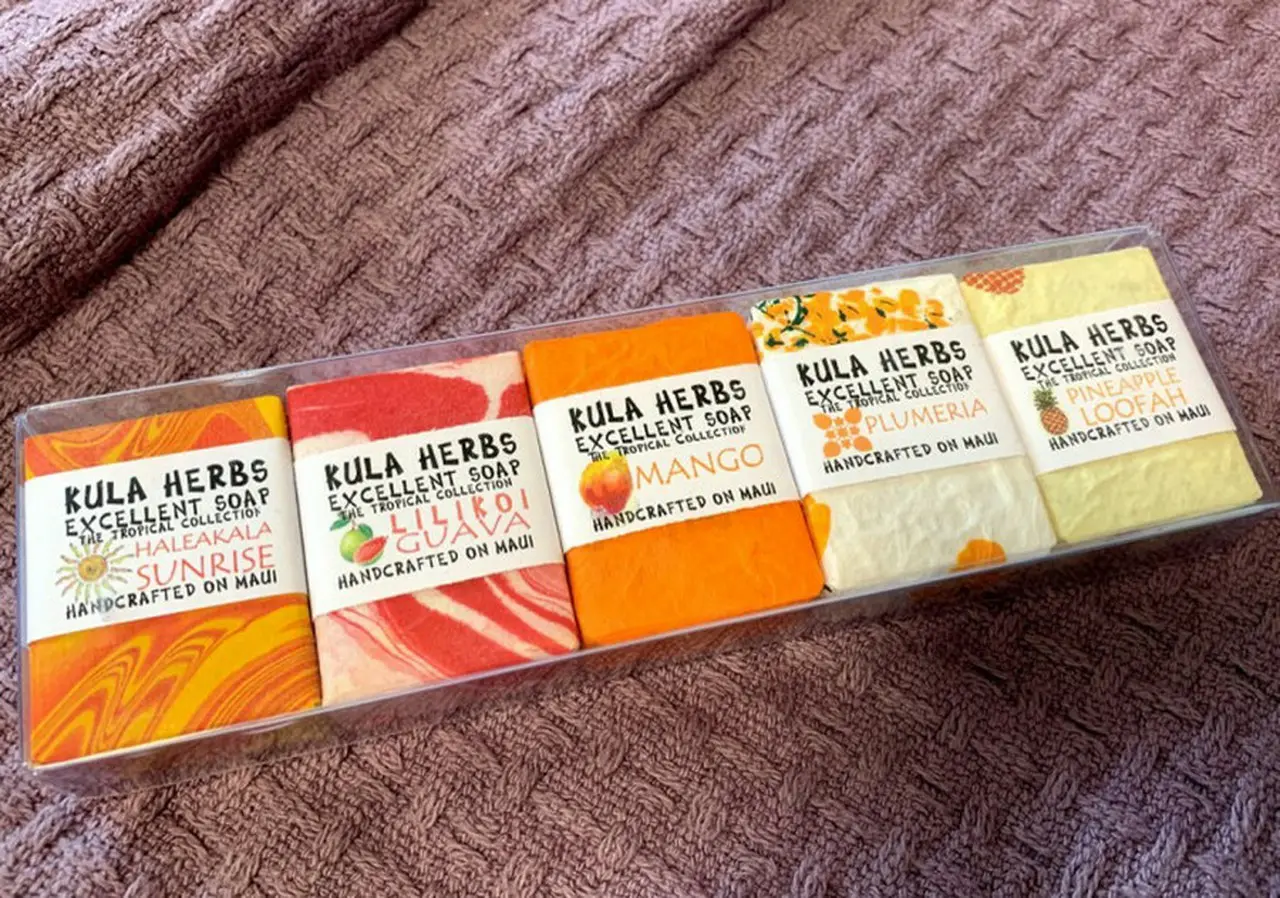 KULA HERBS
EXCELLENT SOAP
THE TROPICAL COLLECTION
HALEAKALA
SUNRISE
HANDCRAFTED ON MAUI
KULA HERBS
EXCELLENT SOAP
THE TROPICAL COLLECTION
LILIKOI
GUAVA
HANDCRAFTED ON MAUI
KULA HERBS
EXCELLENT SOAP
THE TROPICAL COLLECTION
MANGO
HANDCRAFTED ON MAUI
KULA HERBS
EXCELLENT SOAP
THE TROPICAL COLLECTION
PLUMERIA
HANDCRAFTED ON MAUI
KULA HERBS
EXCELLENT SOAP
THE TROPICAL COLLECTION
PINEAPPLE
LOOFAH
HANDCRAFTED ON MAUI